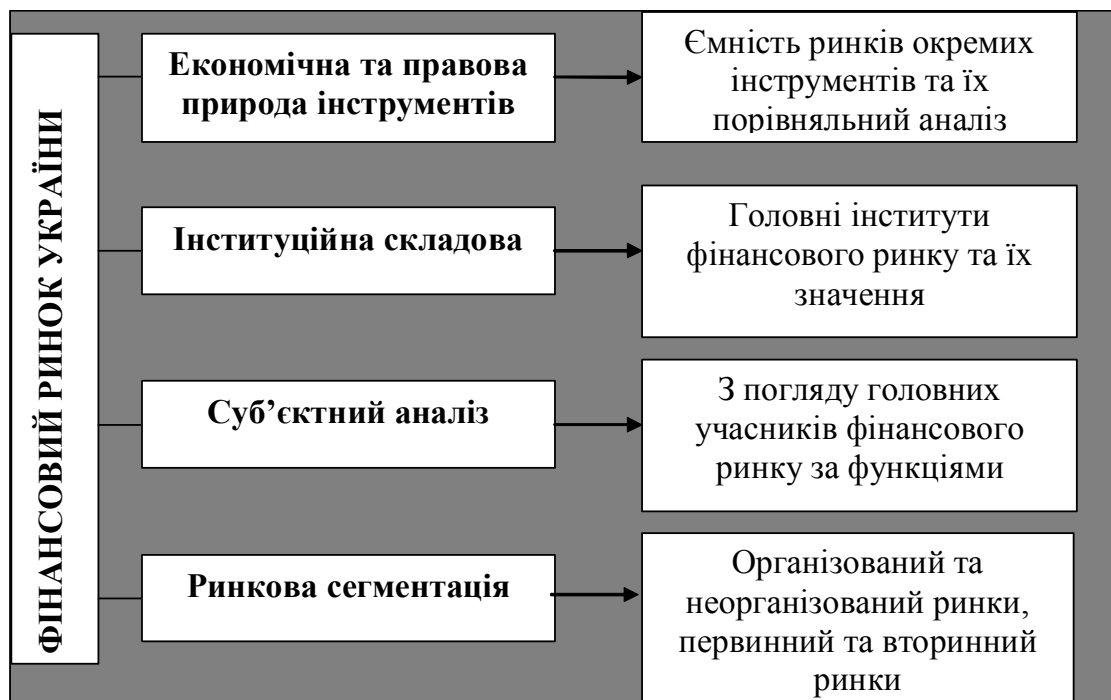 ФІНАНСОВИЙ РИНОК УКРАЇНИ
Економічна та правова
природа інструментів
Ємність ринків окремих
інструментів та їх
порівняльний аналіз
Інституційна складова
Головні інститути
фінансового ринку та їх
значення
Суб’єктний аналіз
З погляду головних
учасників фінансового
ринку за функціями
Ринкова сегментація
Організований та
неорганізований ринки,
первинний та вторинний
ринки